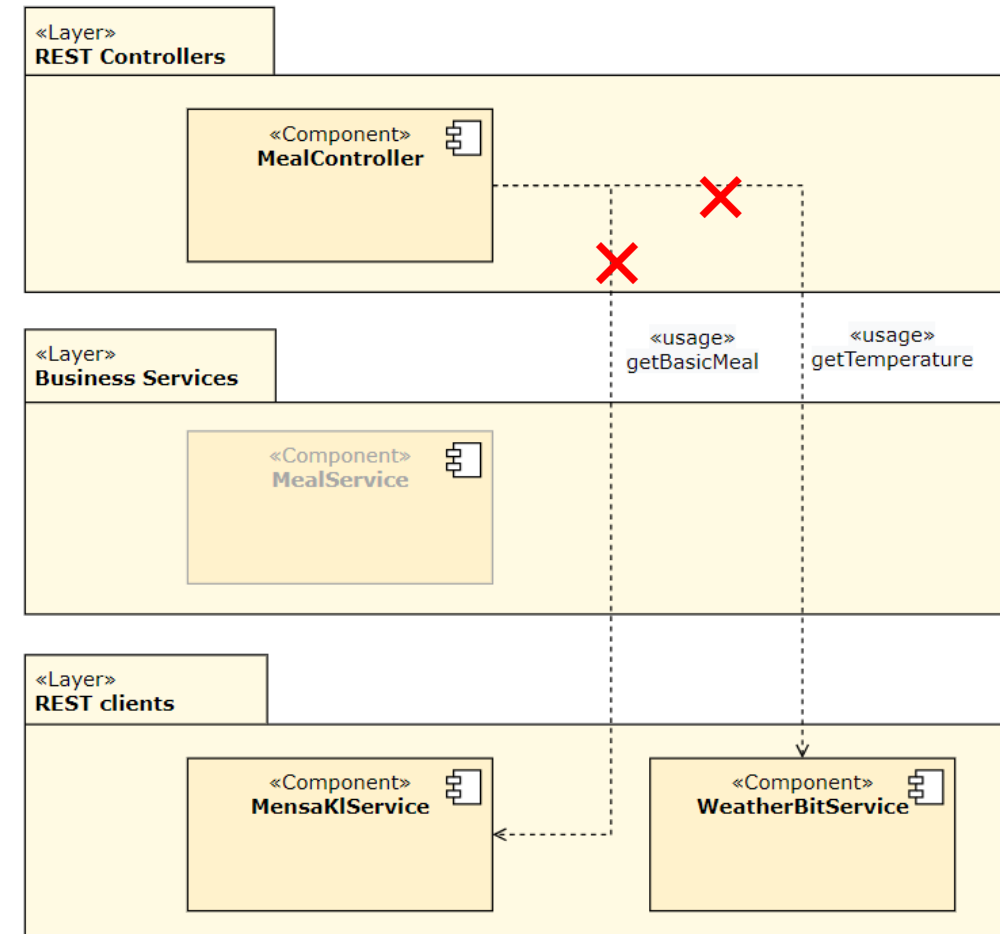 «Layer»
REST Controllers
«Component»
MealController
«usage»
getBasicMeal
«usage»
getTemperature
«Layer»
Business Services
«Component»
MealService
«Layer»
REST clients
«Component»
MensaKlService
«Component»
WeatherBitService